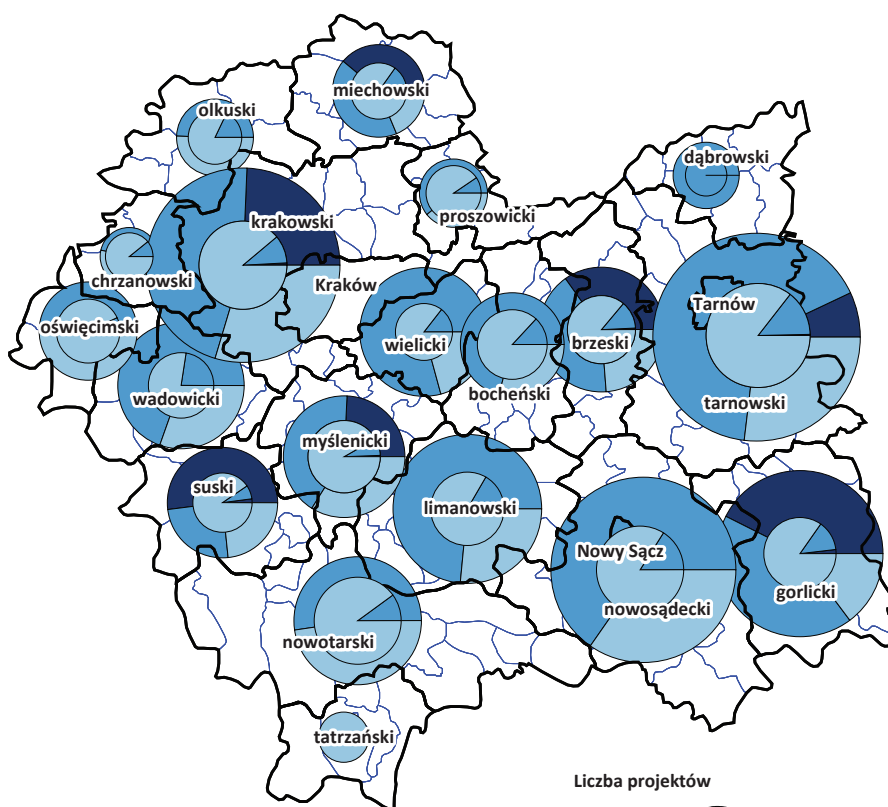 miechowski
olkuski
dąbrowski
proszowicki
krakowski
chrzanowski
Kraków
Tarnów
oświęcimski
wielicki
brzeski
bocheński
wadowicki
tarnowski
myślenicki
suski
limanowski
Nowy Sącz
gorlicki
nowosądecki
nowotarski
tatrzański
Liczba projektów